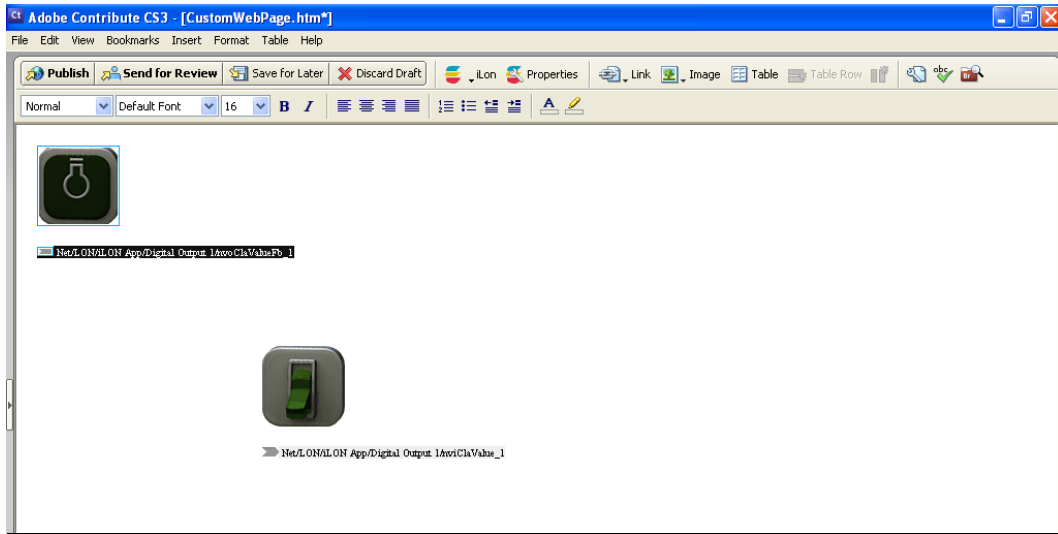 Ct Adobe Contribute CS3 - [CustomWebPage.htm*]
File Edit View Bookmarks Insert Format Table Help
Publish Send for Review Save for Later Discard Draft iLon Properties Link Image Table Table Row abc
Normal Default Font 16 B I A
Net/LON/iLON App/Digital Output 1/nvoClaValueFb_1
Net/LON/iLON App/Digital Output 1/nviClaValue_1